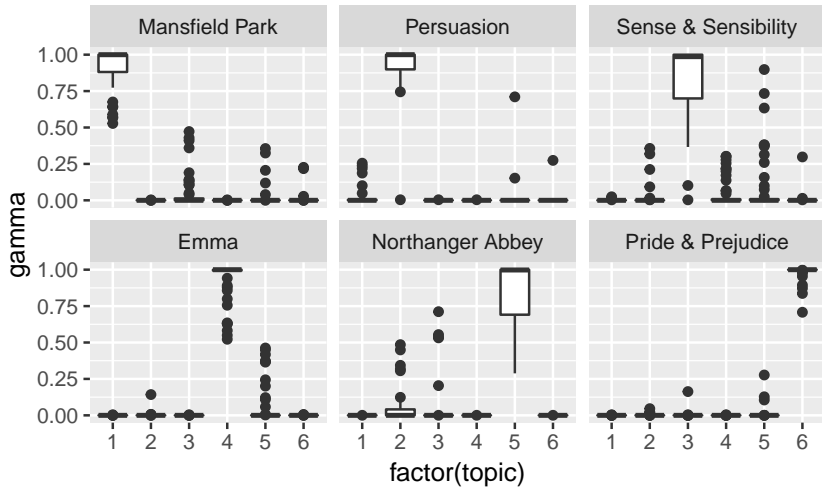 Mansfield Park Persuasion Sense & Sensibility
1.00
0.75
0.50
0.25
0.00
Emma Northanger Abbey Pride & Prejudice
1.00
0.75
0.50
0.25
0.00
gamma
1 2 3 4 5 6 1 2 3 4 5 6 1 2 3 4 5 6
factor(topic)